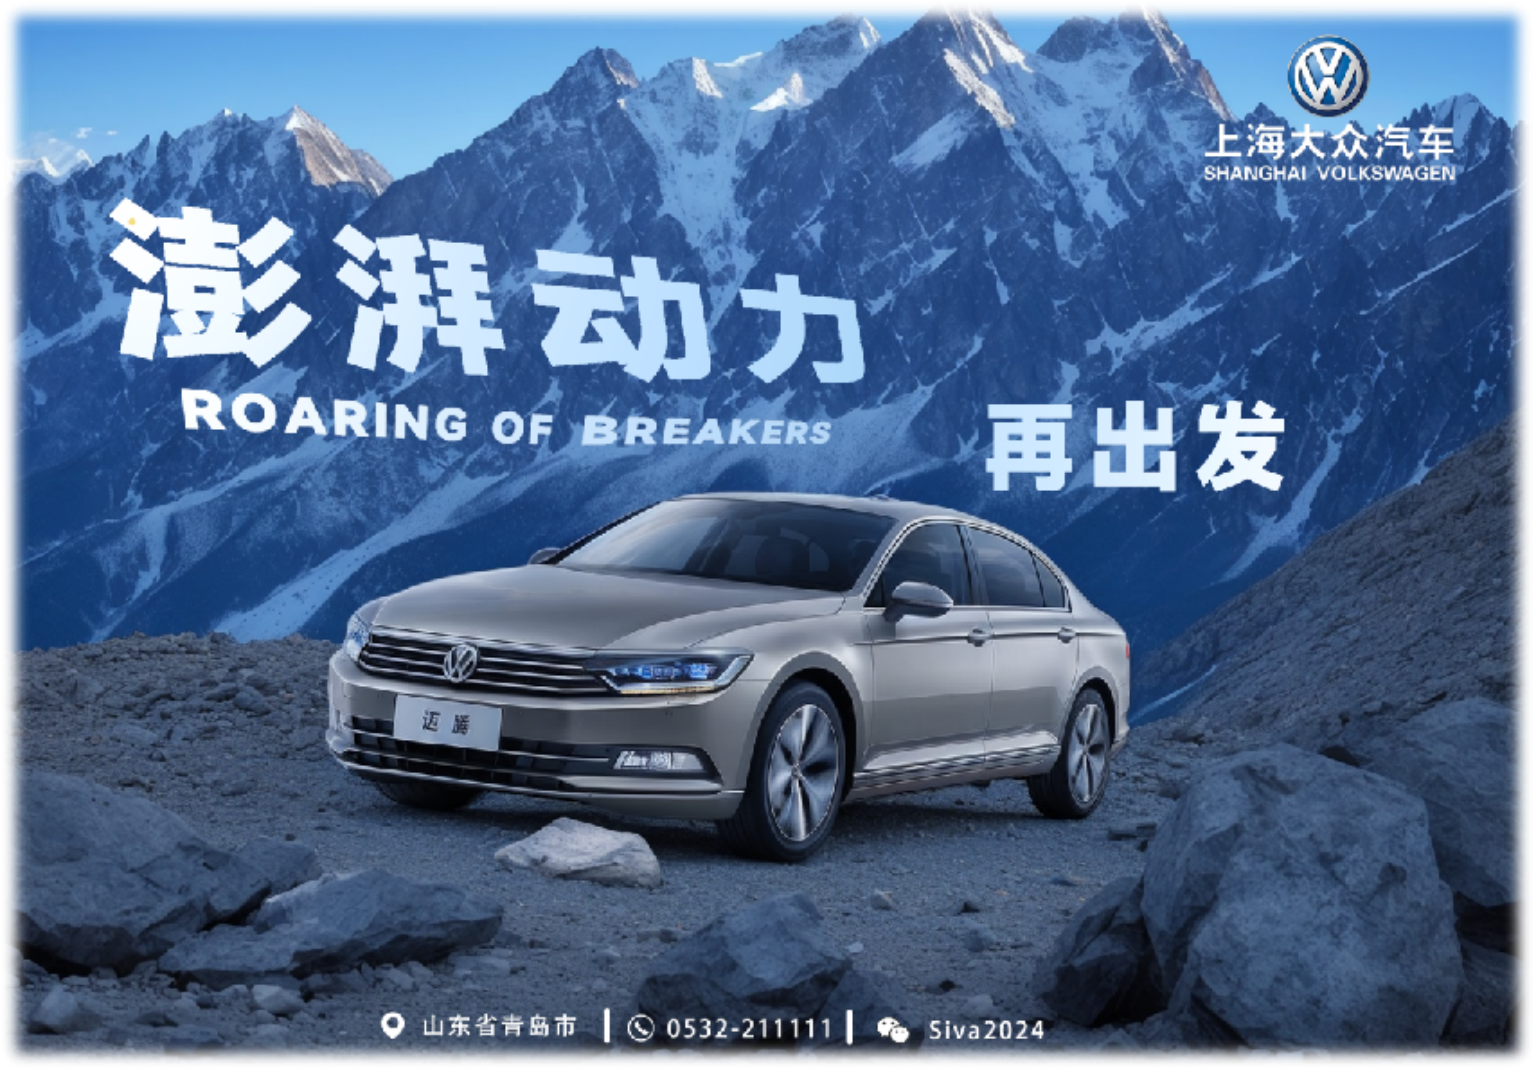 上海大众汽车
SHANGHAI VOLKSWAGEN
澎湃动力
ROARING OF BREAKERS
再出发
迈腾
山东省青岛市 | 0532-211111 | Siva2024